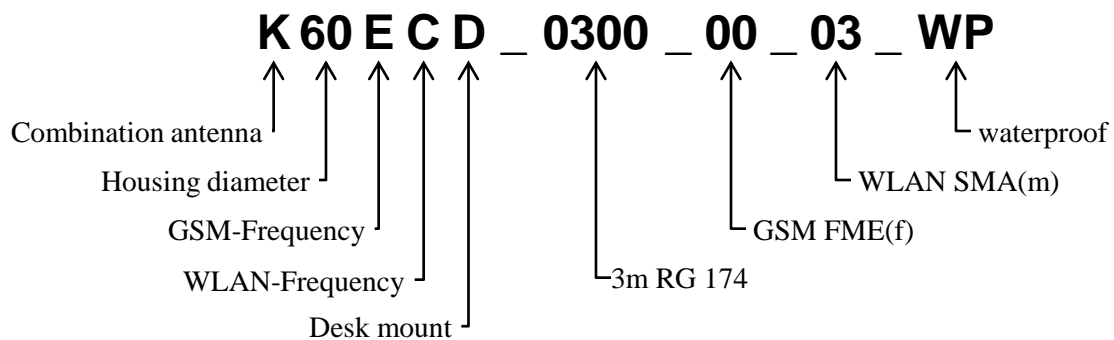 K 60 E C D _ 0300 _ 00 _ 03 _ WP
Combination antenna
waterproof
Housing diameter
WLAN SMA(m)
GSM-Frequency
GSM FME(f)
WLAN-Frequency
3m RG 174
Desk mount